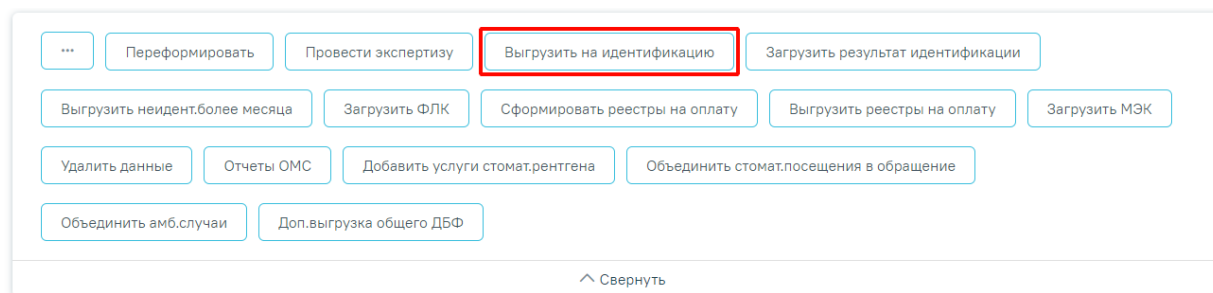 ... Переформировать Провести экспертизу Выгрузить на идентификацию Загрузить результат идентификации
Выгрузить неидент.более месяца Загрузить ФЛК Сформировать реестры на оплату Выгрузить реестры на оплату Загрузить МЭК
Удалить данные Отчеты ОМС Добавить услуги стомат.рентгена Объединить стомат.посещения в обращение
Объединить амб.случаи Доп.выгрузка общего ДБФ
Свернуть